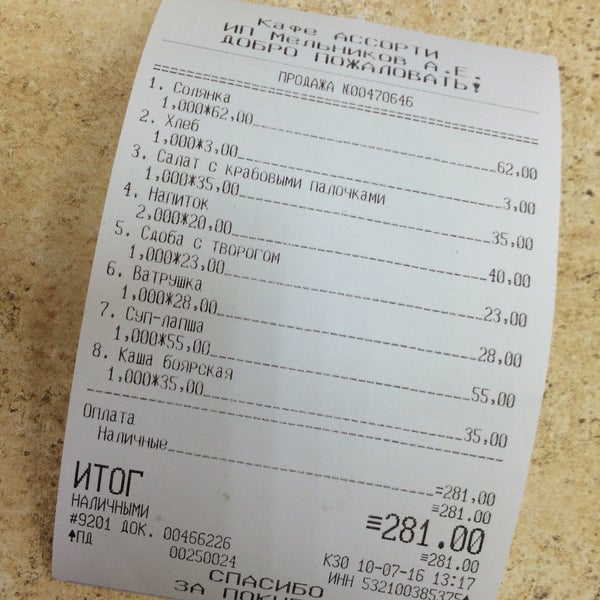 Кафе АССОРТИ
ИП Мельников А.Е.
ДОБРО ПОЖАЛОВАТЬ!
ПРОДАЖА №00470646
1. Солянка
1,000*62,00 62,00
2. Хлеб
1,000*3,00 3,00
3. Салат с крабовыми палочками
1,000*35,00 35,00
4. Напиток
2,000*20,00 40,00
5. Сдоба с творогом
1,000*23,00 23,00
6. Ватрушка
1,000*28,00 28,00
7. Суп-лапша
1,000*55,00 55,00
8. Каша боярская
1,000*35,00 35,00
Оплата
Наличные =281,00
≡281.00
ИТОГ ≡281.00
НАЛИЧНЫМИ ≡281.00
#9201 ДОК. 00466226 К30 10-07-16 13:17
▲ПД 00250024 ИНН 532100385375▲
СПАСИБО
ЗА